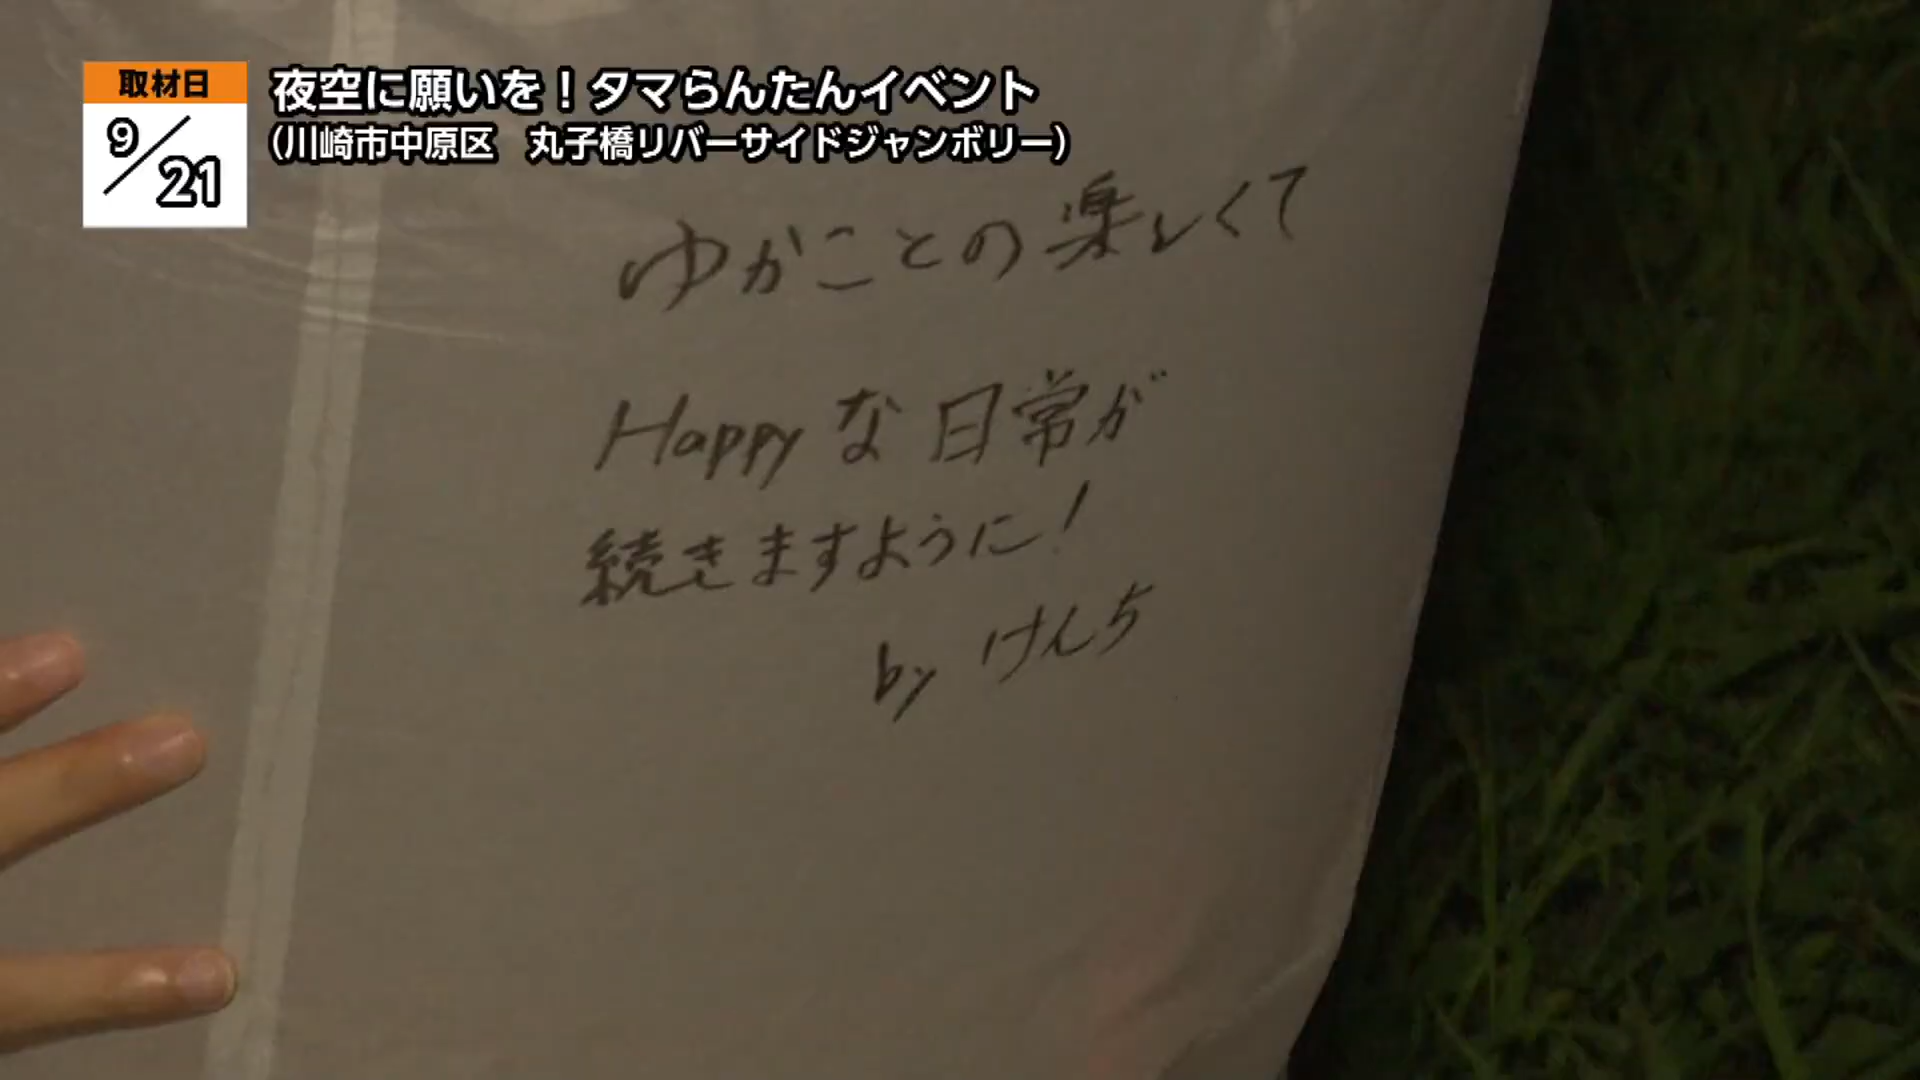 取材日
9/21
夜空に願いを！タマらんたんイベント
（川崎市中原区　丸子橋リバーサイドジャンボリー）
ゆかことの楽しくて
Happyな日常が
続きますように！
by けんち